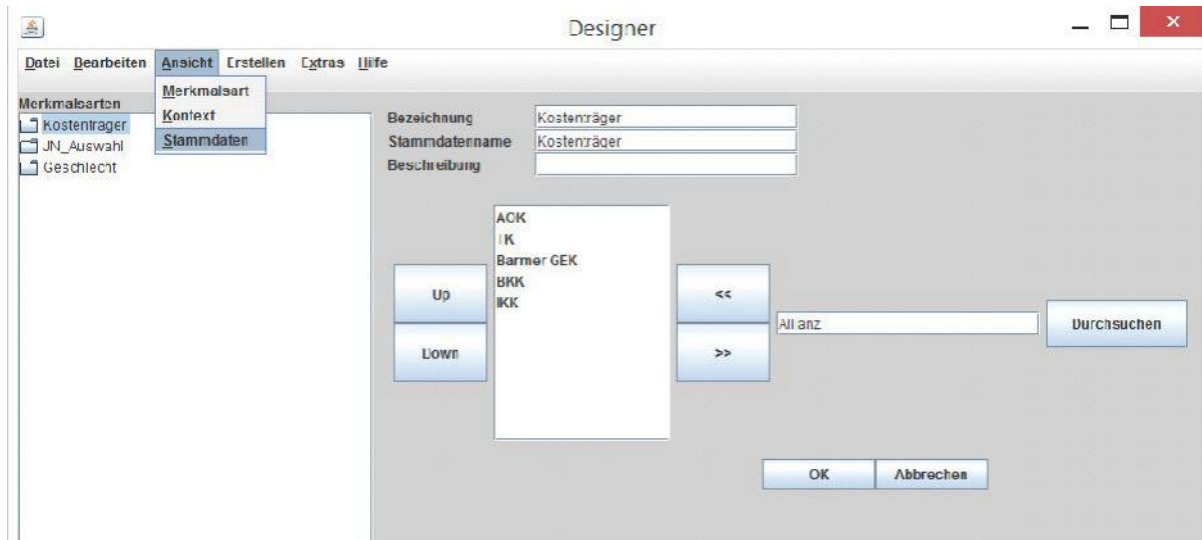 Designer
Datei Bearbeiten Ansicht Erstellen Extras Hilfe
Merkmalsart
Kontext
Stammdaten
Merkmalsarten
Kostenträger
JN_Auswahl
Geschlecht
Bezeichnung Kostenträger
Stammdatenname Kostenträger
Beschreibung
AOK
TK
Barmer GEK
BKK
IKK
Up
Down
<<
>>
Allianz
Durchsuchen
OK Abbrechen